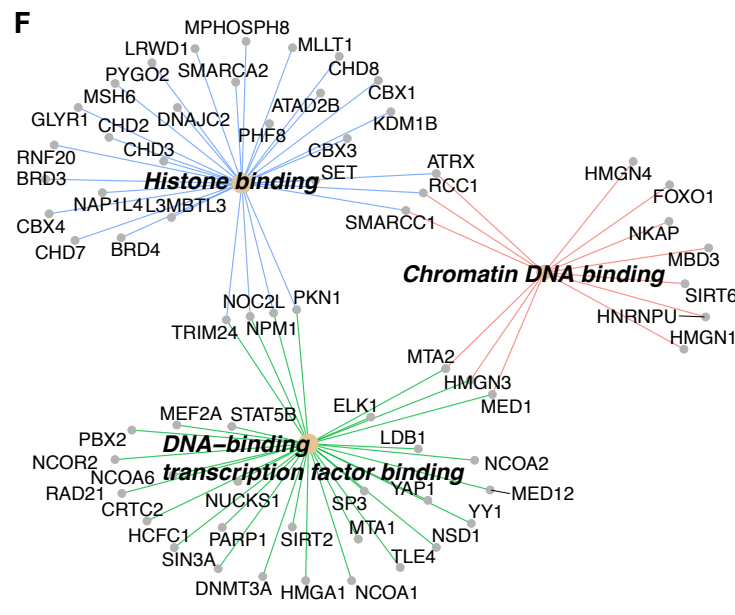 F
MPHOSPH8
LRWD1
MLLT1
PYGO2
SMARCA2
CHD8
MSH6
ATAD2B
CBX1
GLYR1
DNAJC2
CHD2
PHF8
KDM1B
CHD3
CBX3
RNF20
ATRX
HMGN4
BRD3
Histone binding
SET
RCC1
FOXO1
NAP1L4
L3MBTL3
SMARCC1
CBX4
NKAP
CHD7
BRD4
MBD3
Chromatin DNA binding
SIRT6
NOC2L
PKN1
HNRNPU
TRIM24
NPM1
HMGN1
MTA2
HMGN3
ELK1
MED1
MEF2A
STAT5B
PBX2
DNA–binding
LDB1
NCOR2
NCOA2
NCOA6
transcription factor binding
RAD21
YAP1
MED12
CRTC2
NUCKS1
SP3
YY1
HCFC1
PARP1
SIRT2
MTA1
NSD1
SIN3A
TLE4
DNMT3A
HMGA1
NCOA1